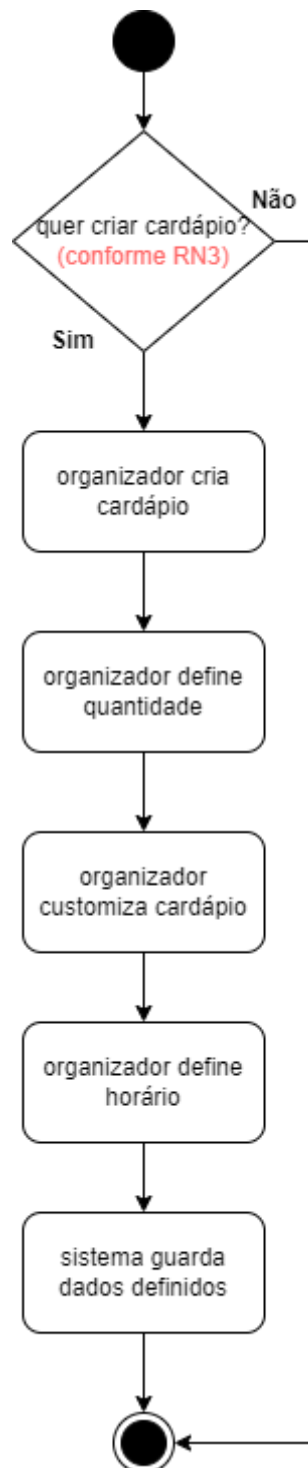 quer criar cardápio?
(conforme RN3)
Não
Sim
organizador cria
cardápio
organizador define
quantidade
organizador
customiza cardápio
organizador define
horário
sistema guarda
dados definidos